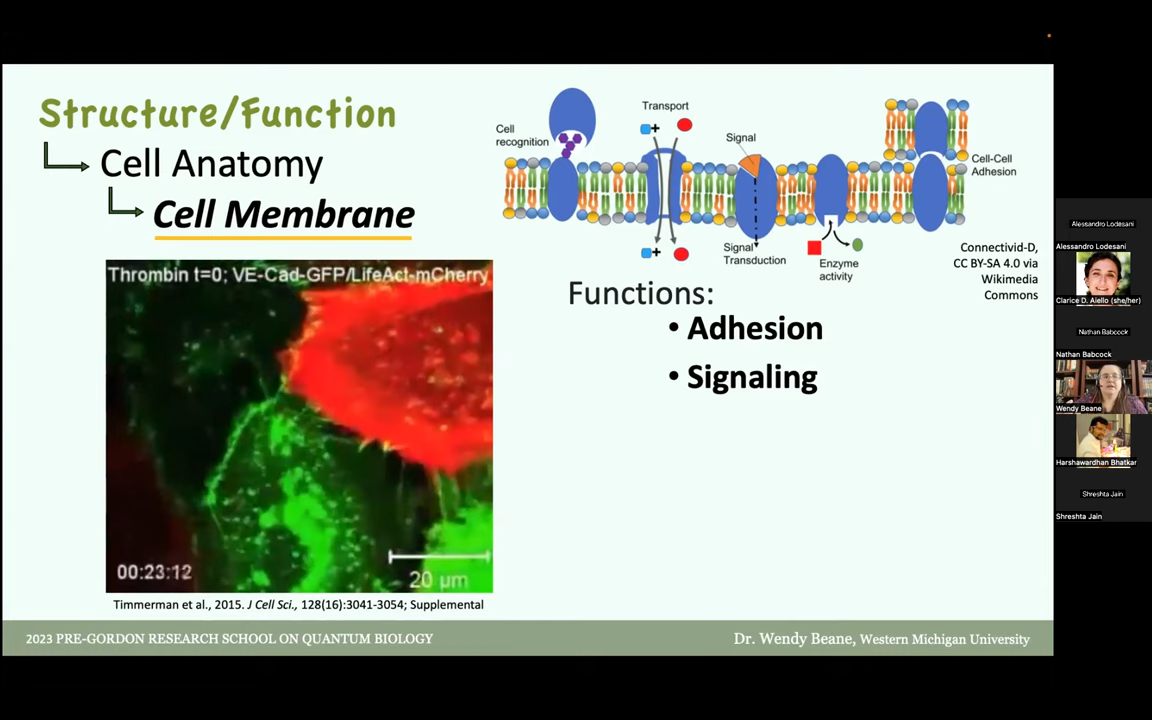 Structure/Function
Cell Anatomy
Cell Membrane
Cell
recognition
Transport
+
+
Signal
Signal
Transduction
Enzyme
activity
Cell-Cell
Adhesion
Connectivid-D,
CC BY-SA 4.0 via
Wikimedia
Commons
Thrombin t=0; VE-Cad-GFP/LifeAct-mCherry
00:23:12
20 μm
Timmerman et al., 2015. J Cell Sci., 128(16):3041-3054; Supplemental
Functions:
• Adhesion
• Signaling
2023 PRE-GORDON RESEARCH SCHOOL ON QUANTUM BIOLOGY
Dr. Wendy Beane, Western Michigan University
Alessandro Lodesani
Alessandro Lodesani
Clarice D. Aiello (she/her)
Nathan Babcock
Nathan Babcock
Wendy Beane
Harshawardhan Bhatkar
Shreshta Jain
Shreshta Jain